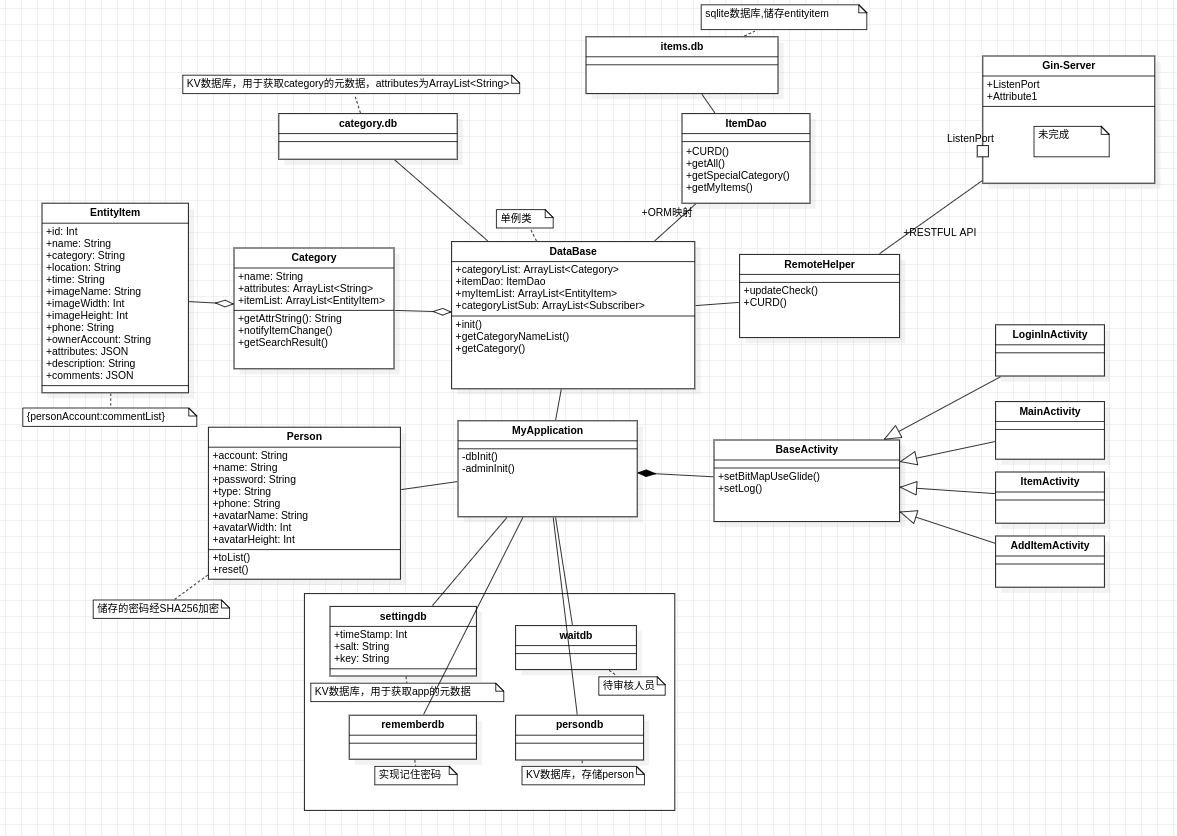 sqlite数据库,储存entityitem
items.db
KV数据库，用于获取category的元数据，attributes为ArrayList<String>
category.db
ItemDao
+CURD()
+getAll()
+getSpecialCategory()
+getMyItems()
Gin-Server
+ListenPort
+Attribute1
未完成
ListenPort
+ORM映射
+RESTFUL API
单例类
EntityItem
+id: Int
+name: String
+category: String
+location: String
+time: String
+imageName: String
+imageWidth: Int
+imageHeight: Int
+phone: String
+ownerAccount: String
+attributes: JSON
+description: String
+comments: JSON
{personAccount:commentList}
Category
+name: String
+attributes: ArrayList<String>
+itemList: ArrayList<EntityItem>
+getAttrString(): String
+notifyItemChange()
+getSearchResult()
DataBase
+categoryList: ArrayList<Category>
+itemDao: ItemDao
+myItemList: ArrayList<EntityItem>
+categoryListSub: ArrayList<Subscriber>
+init()
+getCategoryNameList()
+getCategory()
RemoteHelper
+updateCheck()
+CURD()
LoginInActivity
MainActivity
ItemActivity
AddItemActivity
BaseActivity
+setBitMapUseGlide()
+setLog()
MyApplication
-dbInit()
-adminInit()
Person
+account: String
+name: String
+password: String
+type: String
+phone: String
+avatarName: String
+avatarWidth: Int
+avatarHeight: Int
+toList()
+reset()
储存的密码经SHA256加密
settingdb
+timeStamp: Int
+salt: String
+key: String
KV数据库，用于获取app的元数据
waitdb
待审核人员
rememberdb
实现记住密码
persondb
KV数据库，存储person